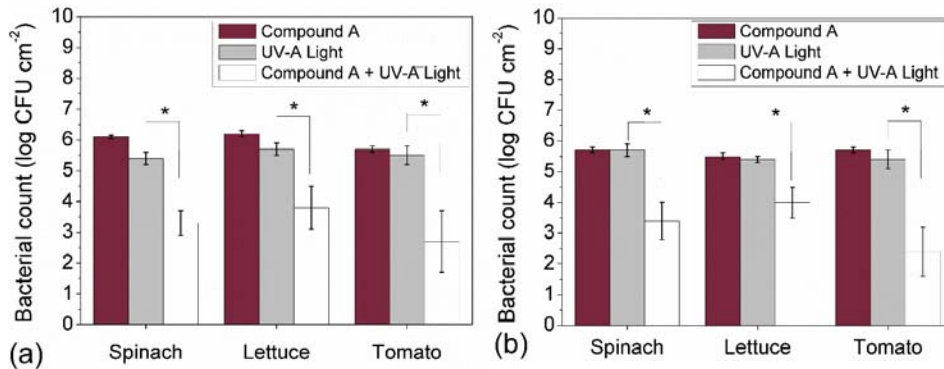 10
9
8
7
6
5
4
3
2
1
0
Bacterial count (log CFU cm-2)
Compound A
UV-A Light
Compound A + UV-A Light
*
*
*
Spinach
Lettuce
Tomato
(a)
10
9
8
7
6
5
4
3
2
1
0
Bacterial count (log CFU cm-2)
Compound A
UV-A Light
Compound A + UV-A Light
*
*
*
Spinach
Lettuce
Tomato
(b)